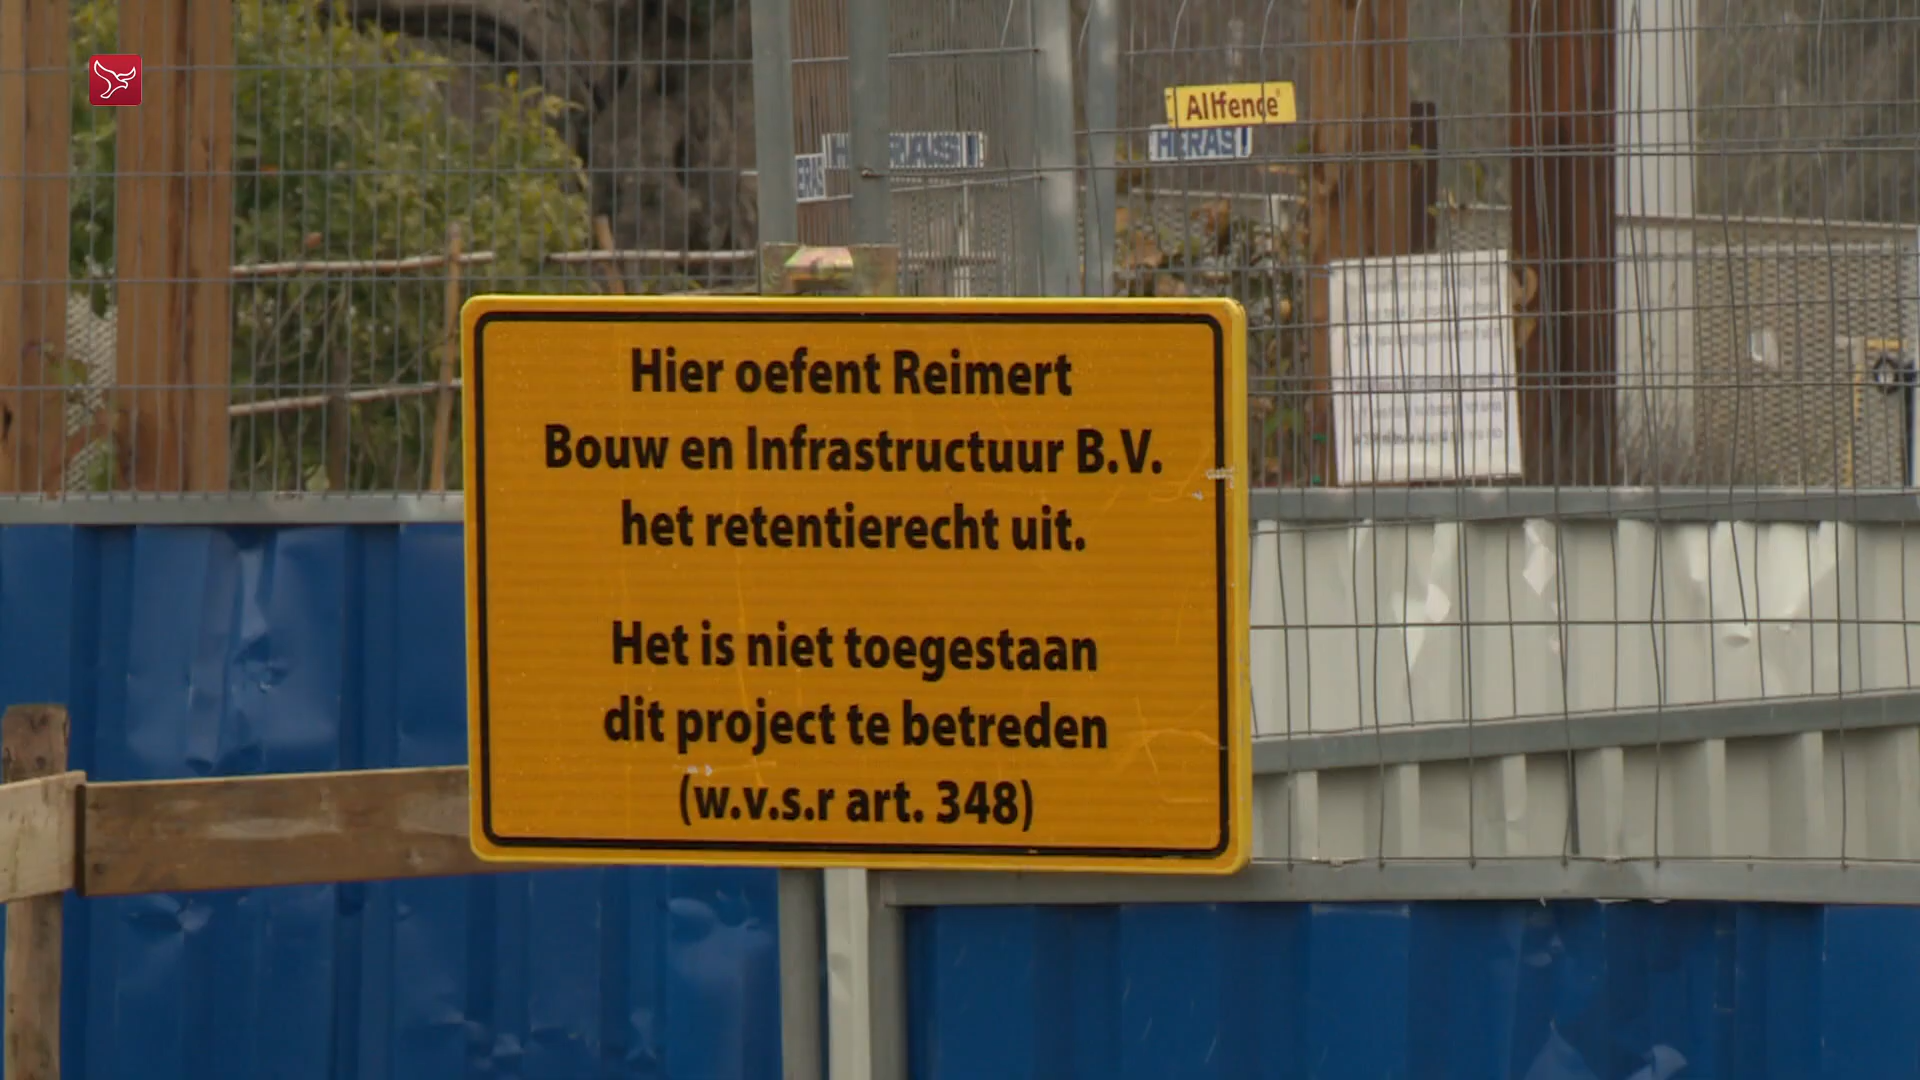 Allfence
HERAS
HERAS
ERAS
Hier oefent Reimert
Bouw en Infrastructuur B.V.
het retentierecht uit.
Het is niet toegestaan
dit project te betreden
(w.v.s.r art. 348)